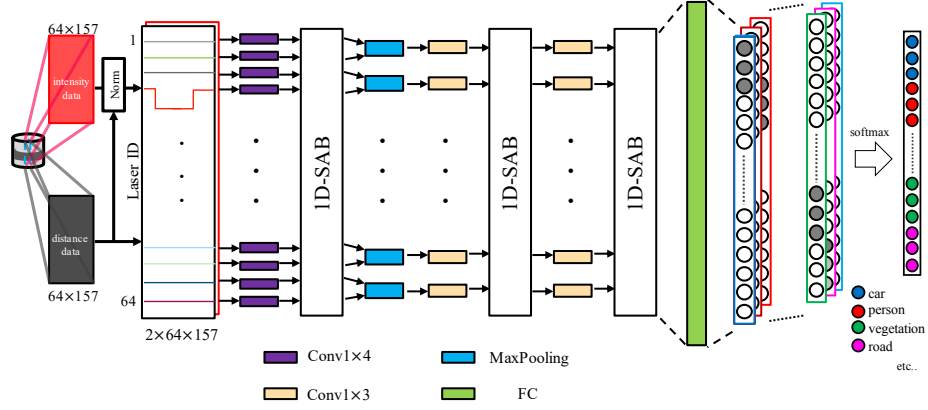 64×157
intensity
data
Norm
distance
data
64×157
Laser ID
1
64
2×64×157
1D-SAB
1D-SAB
1D-SAB
softmax
car
person
vegetation
road
etc..
Conv1×4
MaxPooling
Conv1×3
FC